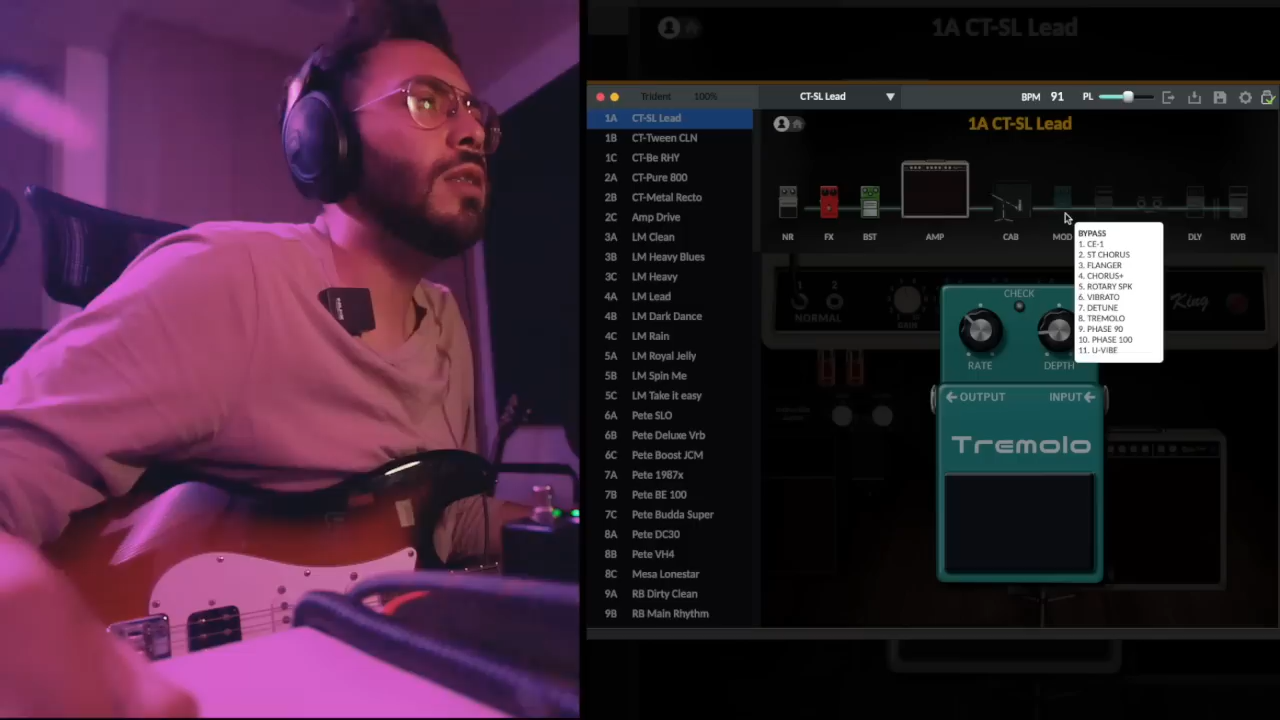 1A CT-SL Lead
Trident 100% CT-SL Lead BPM 91 PL
1A CT-SL Lead
1B CT-Tween CLN
1C CT-Be RHY
2A CT-Pure 800
2B CT-Metal Recto
2C Amp Drive
3A LM Clean
3B LM Heavy Blues
3C LM Heavy
4A LM Lead
4B LM Dark Dance
4C LM Rain
5A LM Royal Jelly
5B LM Spin Me
5C LM Take it easy
6A Pete SLO
6B Pete Deluxe Vrb
6C Pete Boost JCM
7A Pete 1987x
7B Pete BE 100
7C Pete Budda Super
8A Pete DC30
8B Pete VH4
8C Mesa Lonestar
9A RB Dirty Clean
9B RB Main Rhythm
1A CT-SL Lead
NR FX BST AMP CAB MOD DLY RVB
BYPASS
1. CE-1
2. ST CHORUS
3. FLANGER
4. CHORUS+
5. ROTARY SPK
6. VIBRATO
7. DETUNE
8. TREMOLO
9. PHASE 90
10. PHASE 100
11. U-VIBE
1 2
NORMAL
GAIN
King
CHECK
RATE DEPTH
OUTPUT INPUT
Tremolo